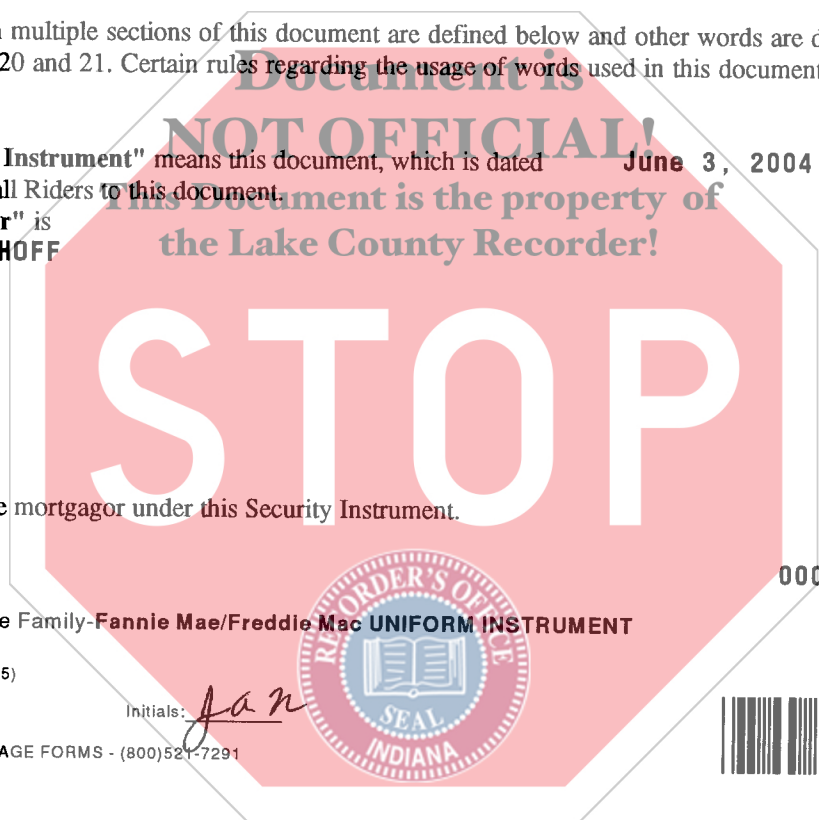 multiple sections of this document are defined below and other words are
20 and 21. Certain rules regarding the usage of words used in this document
Document is
NOT OFFICIAL!
Instrument" means this document, which is dated June 3, 2004
all Riders to this document.
This Document is the property of
r" is
the Lake County Recorder!
HOFF
STOP
mortgagor under this Security Instrument.
000
RECORDER'S OFFICE
e Family-Fannie Mae/Freddie Mac UNIFORM INSTRUMENT
5)
Initials: Jan
SEAL
AGE FORMS - (800)521-7291
INDIANA